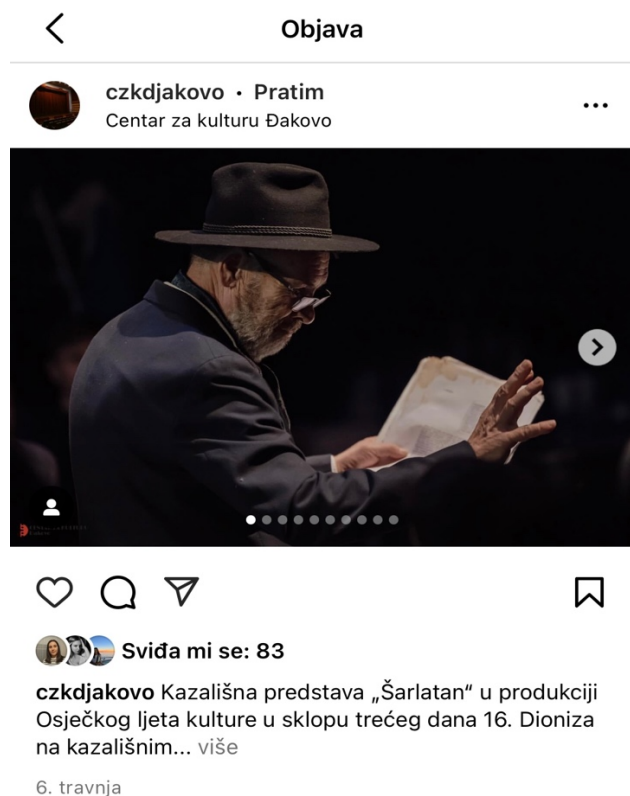 Objava
czkdjakovo • Pratim
Centar za kulturu Đakovo
Sviđa mi se: 83
czkdjakovo Kazališna predstava „Šarlatan“ u produkciji
Osječkog ljeta kulture u sklopu trećeg dana 16. Dioniza
na kazališnim... više
6. travnja